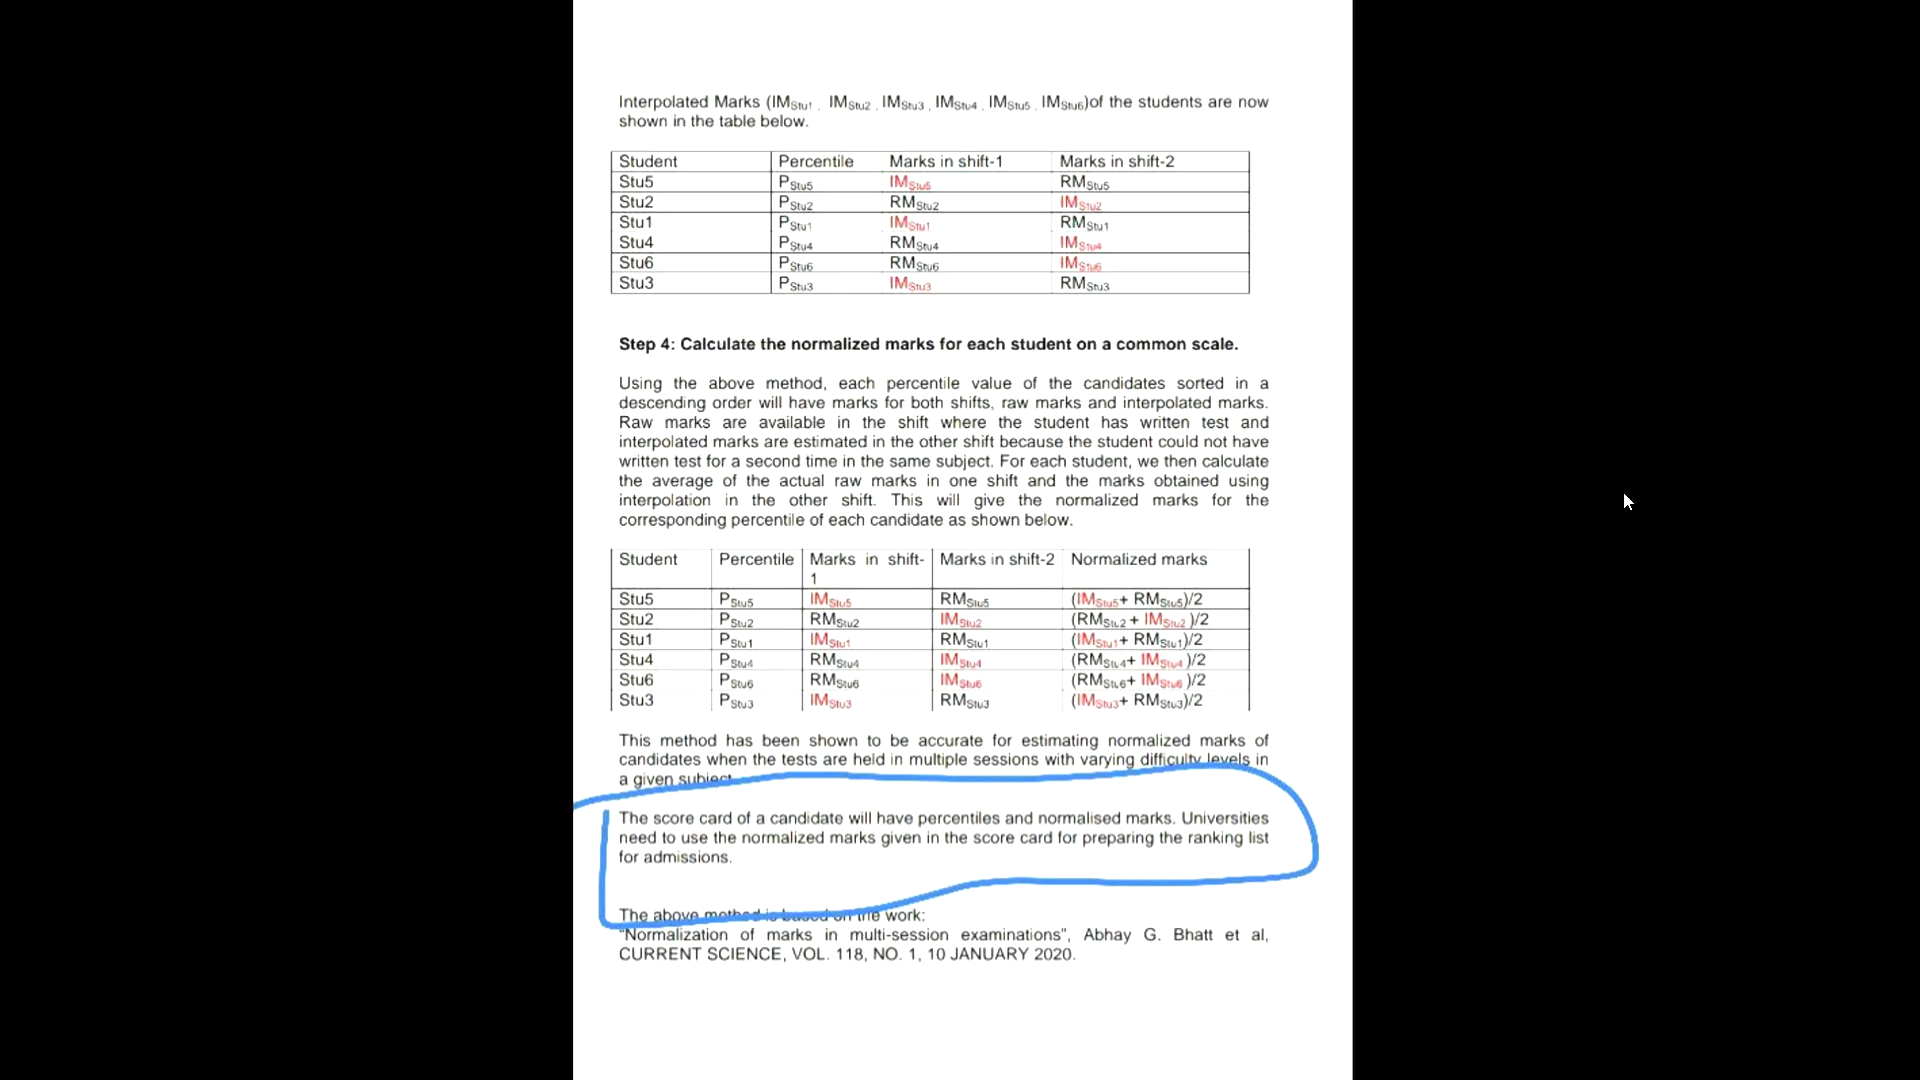 Interpolated Marks (IMStu1 , IMStu2 , IMStu3 , IMStu4 , IMStu5 , IMStu6)of the students are now
shown in the table below.
Student Percentile Marks in shift-1 Marks in shift-2
Stu5 PStu5 IMStu5 RMStu5
Stu2 PStu2 RMStu2 IMStu2
Stu1 PStu1 IMStu1 RMStu1
Stu4 PStu4 RMStu4 IMStu4
Stu6 PStu6 RMStu6 IMStu6
Stu3 PStu3 IMStu3 RMStu3
Step 4: Calculate the normalized marks for each student on a common scale.
Using the above method, each percentile value of the candidates sorted in a
descending order will have marks for both shifts, raw marks and interpolated marks.
Raw marks are available in the shift where the student has written test and
interpolated marks are estimated in the other shift because the student could not have
written test for a second time in the same subject. For each student, we then calculate
the average of the actual raw marks in one shift and the marks obtained using
interpolation in the other shift. This will give the normalized marks for the
corresponding percentile of each candidate as shown below.
Student Percentile Marks in shift- Marks in shift-2 Normalized marks
1
Stu5 PStu5 IMStu5 RMStu5 (IMStu5+ RMStu5)/2
Stu2 PStu2 RMStu2 IMStu2 (RMStu2 + IMStu2 )/2
Stu1 PStu1 IMStu1 RMStu1 (IMStu1+ RMStu1)/2
Stu4 PStu4 RMStu4 IMStu4 (RMStu4+ IMStu4 )/2
Stu6 PStu6 RMStu6 IMStu6 (RMStu6+ IMStu6 )/2
Stu3 PStu3 IMStu3 RMStu3 (IMStu3+ RMStu3)/2
This method has been shown to be accurate for estimating normalized marks of
candidates when the tests are held in multiple sessions with varying difficulty levels in
a given subject.
The score card of a candidate will have percentiles and normalised marks. Universities
need to use the normalized marks given in the score card for preparing the ranking list
for admissions.
The above method is based on the work:
"Normalization of marks in multi-session examinations", Abhay G. Bhatt et al,
CURRENT SCIENCE, VOL. 118, NO. 1, 10 JANUARY 2020.